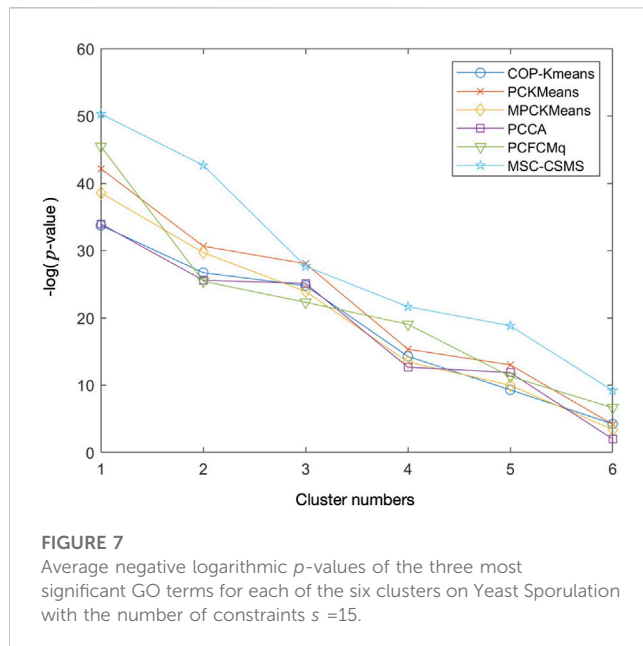 60
50
40
30
20
10
0
-log(p-value)
COP-Kmeans
PCKMeans
MPCKMeans
PCCA
PCFCMq
MSC-CSMS
1 2 3 4 5 6
Cluster numbers
FIGURE 7
Average negative logarithmic p-values of the three most
significant GO terms for each of the six clusters on Yeast Sporulation
with the number of constraints s =15.